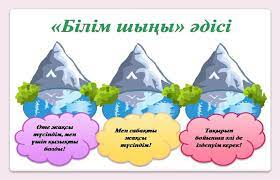 «Білім шыңы» әдісі
Өте жақсы
түсіндім, мен
үшін қызықты
болды!
Мен сабақты
жақсы
түсіндім!
Тақырып
бойынша әлі де
ізденуім керек!